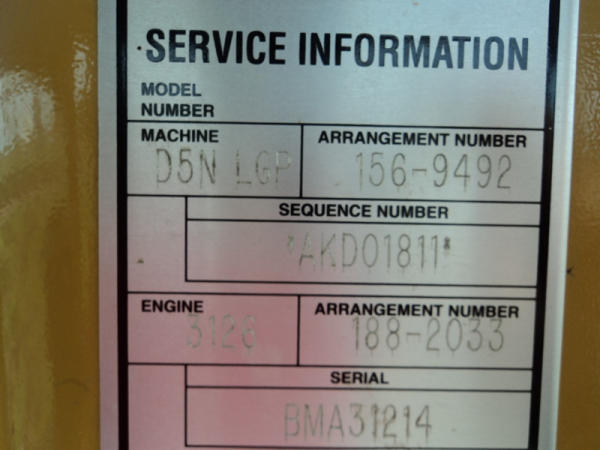 SERVICE INFORMATION
MODEL
NUMBER
MACHINE ARRANGEMENT NUMBER
D5N LGP 156-9492
SEQUENCE NUMBER
*AKD01811*
ENGINE ARRANGEMENT NUMBER
3126 188-2033
SERIAL
BMA31214